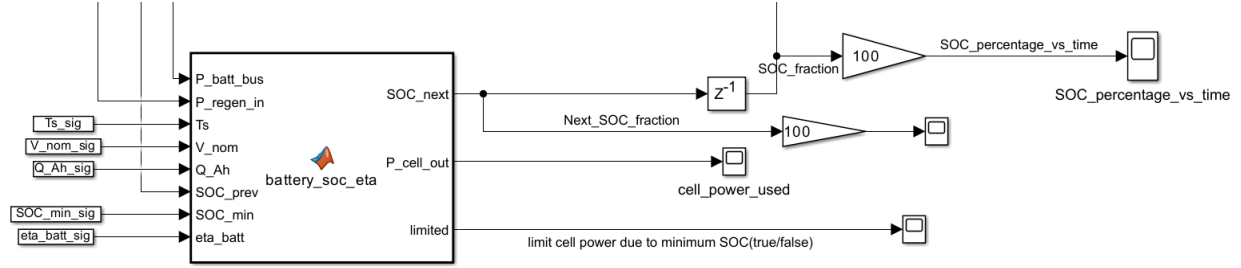 100
SOC_percentage_vs_time
SOC_fraction
SOC_percentage_vs_time
P_batt_bus
P_regen_in
Ts_sig
Ts
V_nom_sig
V_nom
Q_Ah_sig
Q_Ah
SOC_prev
SOC_min_sig
SOC_min
eta_batt_sig
eta_batt
battery_soc_eta
SOC_next
Z-1
Next_SOC_fraction
100
P_cell_out
cell_power_used
limited
limit cell power due to minimum SOC(true/false)